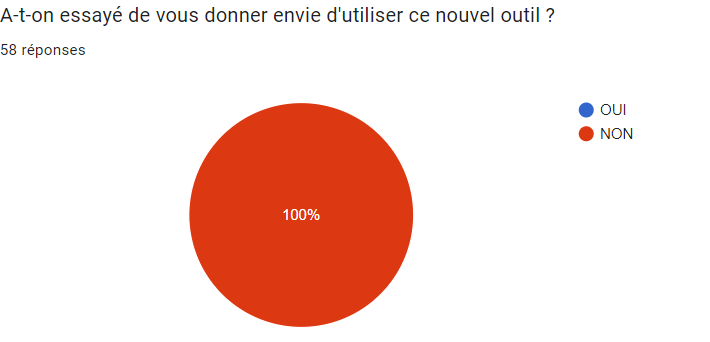 A-t-on essayé de vous donner envie d'utiliser ce nouvel outil ?
58 réponses
OUI
NON
100%